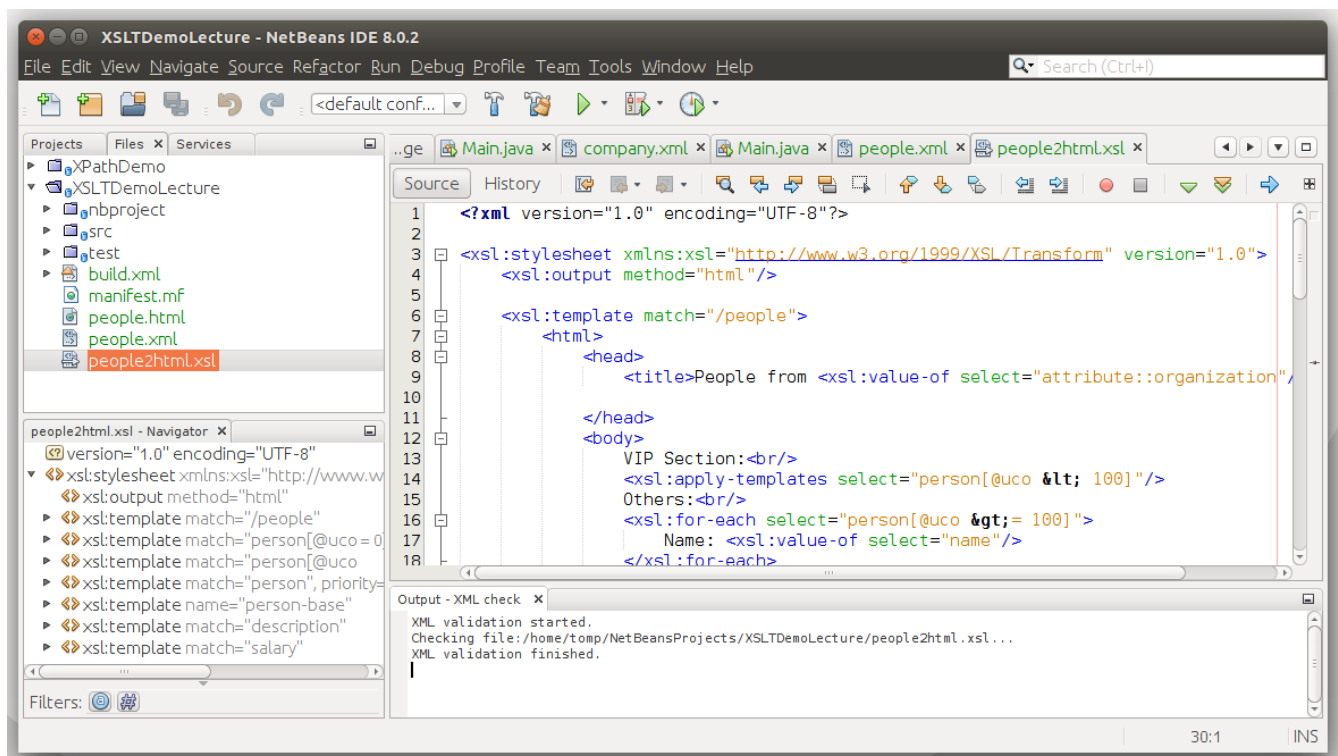 XSLTDemoLecture - NetBeans IDE 8.0.2
File Edit View Navigate Source Refactor Run Debug Profile Team Tools Window Help
Search (Ctrl+I)
<default conf...
Projects Files Services
XPathDemo
XSLTDemoLecture
nbproject
src
test
build.xml
manifest.mf
people.html
people.xml
people2html.xsl
people2html.xsl - Navigator
version="1.0" encoding="UTF-8"
xsl:stylesheet xmlns:xsl="http://www.w
xsl:output method="html"
xsl:template match="/people"
xsl:template match="person[@uco = 0]
xsl:template match="person[@uco
xsl:template match="person", priority=
xsl:template name="person-base"
xsl:template match="description"
xsl:template match="salary"
Filters:
..ge Main.java company.xml Main.java people.xml people2html.xsl
Source History
1 <?xml version="1.0" encoding="UTF-8"?>
2
3 <xsl:stylesheet xmlns:xsl="http://www.w3.org/1999/XSL/Transform" version="1.0">
4 <xsl:output method="html"/>
5
6 <xsl:template match="/people">
7 <html>
8 <head>
9 <title>People from <xsl:value-of select="attribute::organization"/
10
11 </head>
12 <body>
13 VIP Section:<br/>
14 <xsl:apply-templates select="person[@uco &lt; 100]"/>
15 Others:<br/>
16 <xsl:for-each select="person[@uco &gt;= 100]">
17 Name: <xsl:value-of select="name"/>
18 </xsl:for-each>
Output - XML check
XML validation started.
Checking file:/home/tomp/NetBeansProjects/XSLTDemoLecture/people2html.xsl...
XML validation finished.
30:1 INS